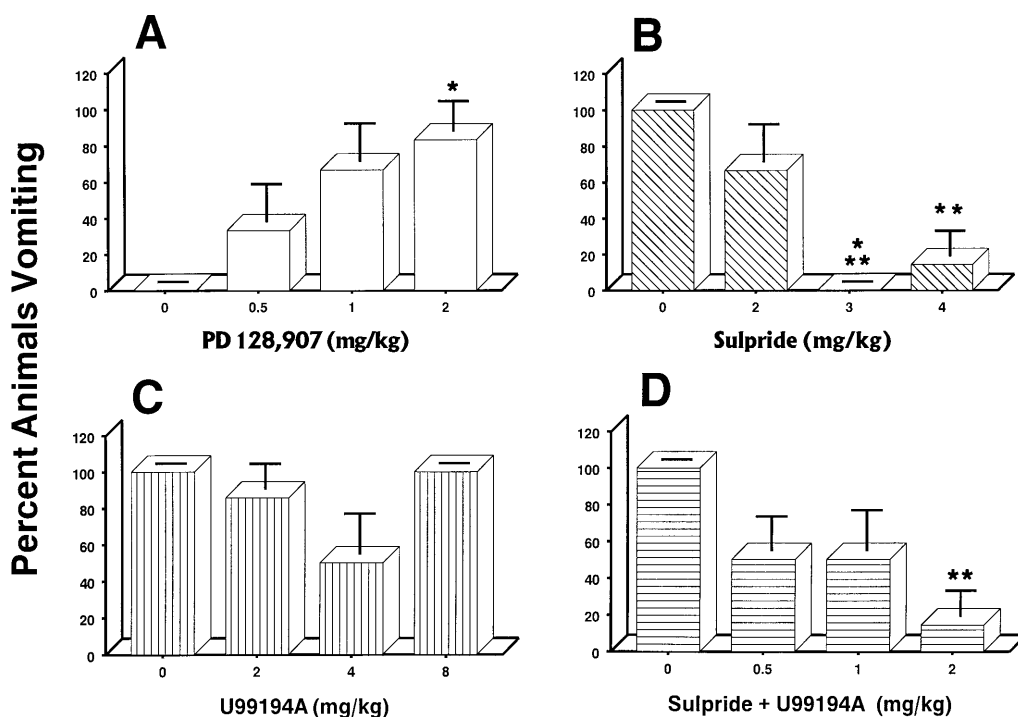 Percent Animals Vomiting
A
120
100
80
60
40
20
0
*
0 0.5 1 2
PD 128,907 (mg/kg)
B
120
100
80
60
40
20
0
*
**
**
0 2 3 4
Sulpride (mg/kg)
C
120
100
80
60
40
20
0
0 2 4 8
U99194A (mg/kg)
D
120
100
80
60
40
20
0
**
0 0.5 1 2
Sulpride + U99194A (mg/kg)